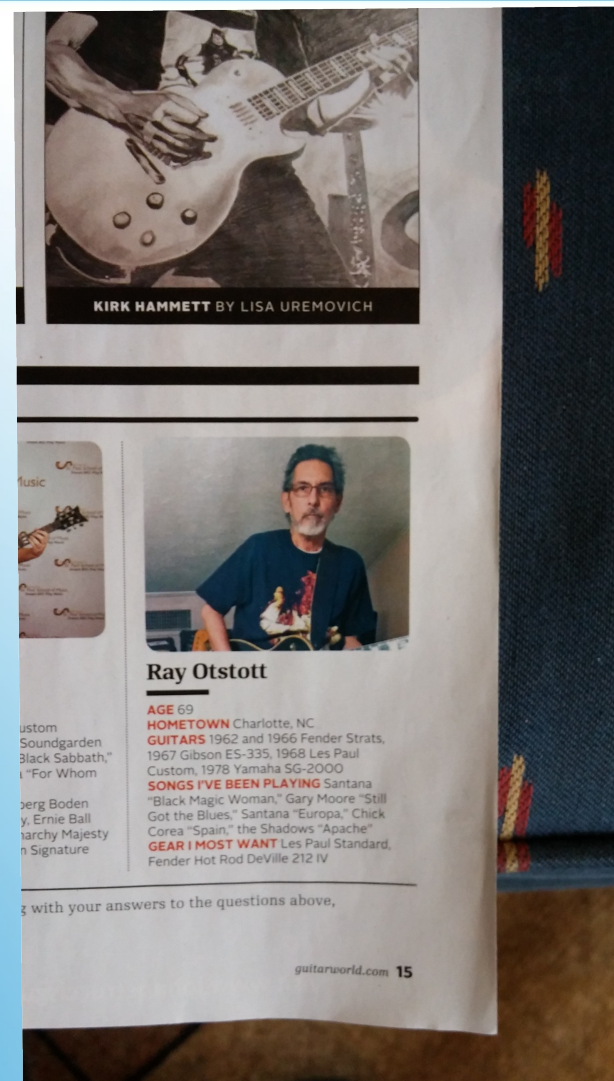 KIRK HAMMETT BY LISA UREMOVICH
Music
ustom
Soundgarden
Black Sabbath,"
"For Whom
berg Boden
y, Ernie Ball
narchy Majesty
n Signature
Ray Otstott
AGE 69
HOMETOWN Charlotte, NC
GUITARS 1962 and 1966 Fender Strats,
1967 Gibson ES-335, 1968 Les Paul
Custom, 1978 Yamaha SG-2000
SONGS I'VE BEEN PLAYING Santana
"Black Magic Woman," Gary Moore "Still
Got the Blues," Santana "Europa," Chick
Corea "Spain," the Shadows "Apache"
GEAR I MOST WANT Les Paul Standard,
Fender Hot Rod DeVille 212 IV
g with your answers to the questions above,
guitarworld.com 15